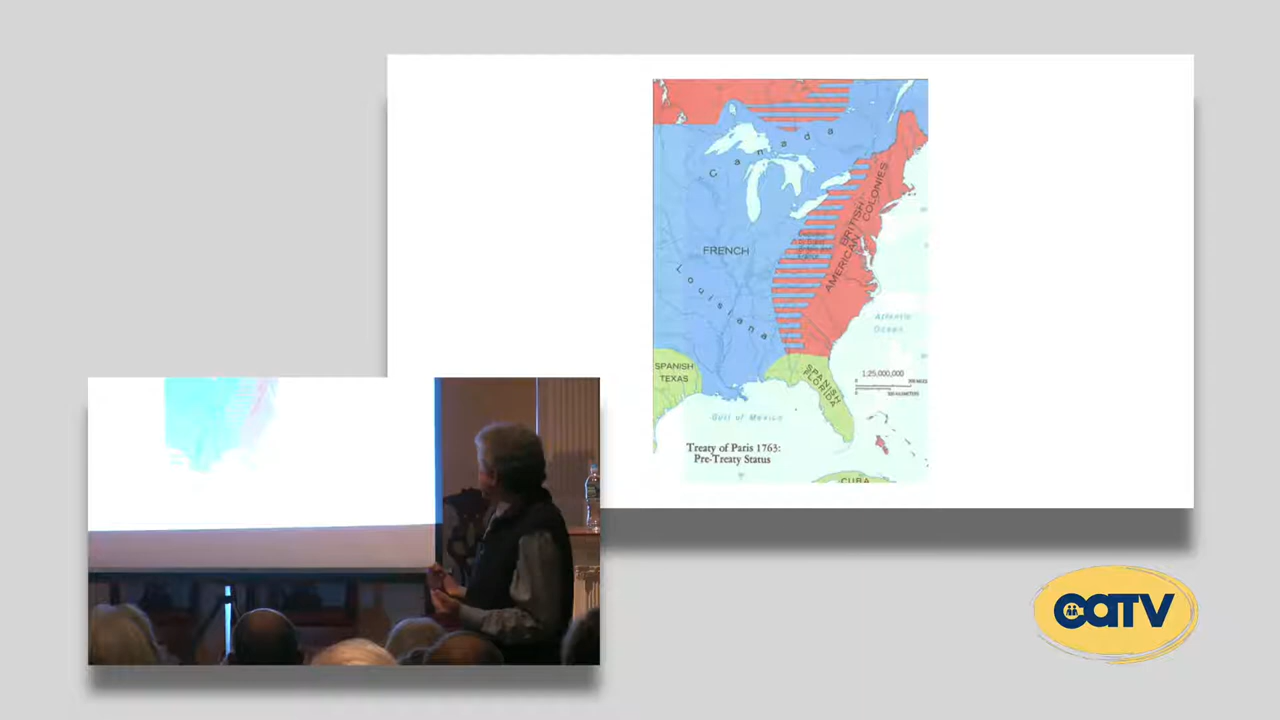 Canada
BRITISH
AMERICAN COLONIES
FRENCH
Louisiana
SPANISH
TEXAS
SPANISH
FLORIDA
Atlantic
Ocean
1:25,000,000
Gulf of Mexico
Treaty of Paris 1763:
Pre-Treaty Status
CUBA
CATV